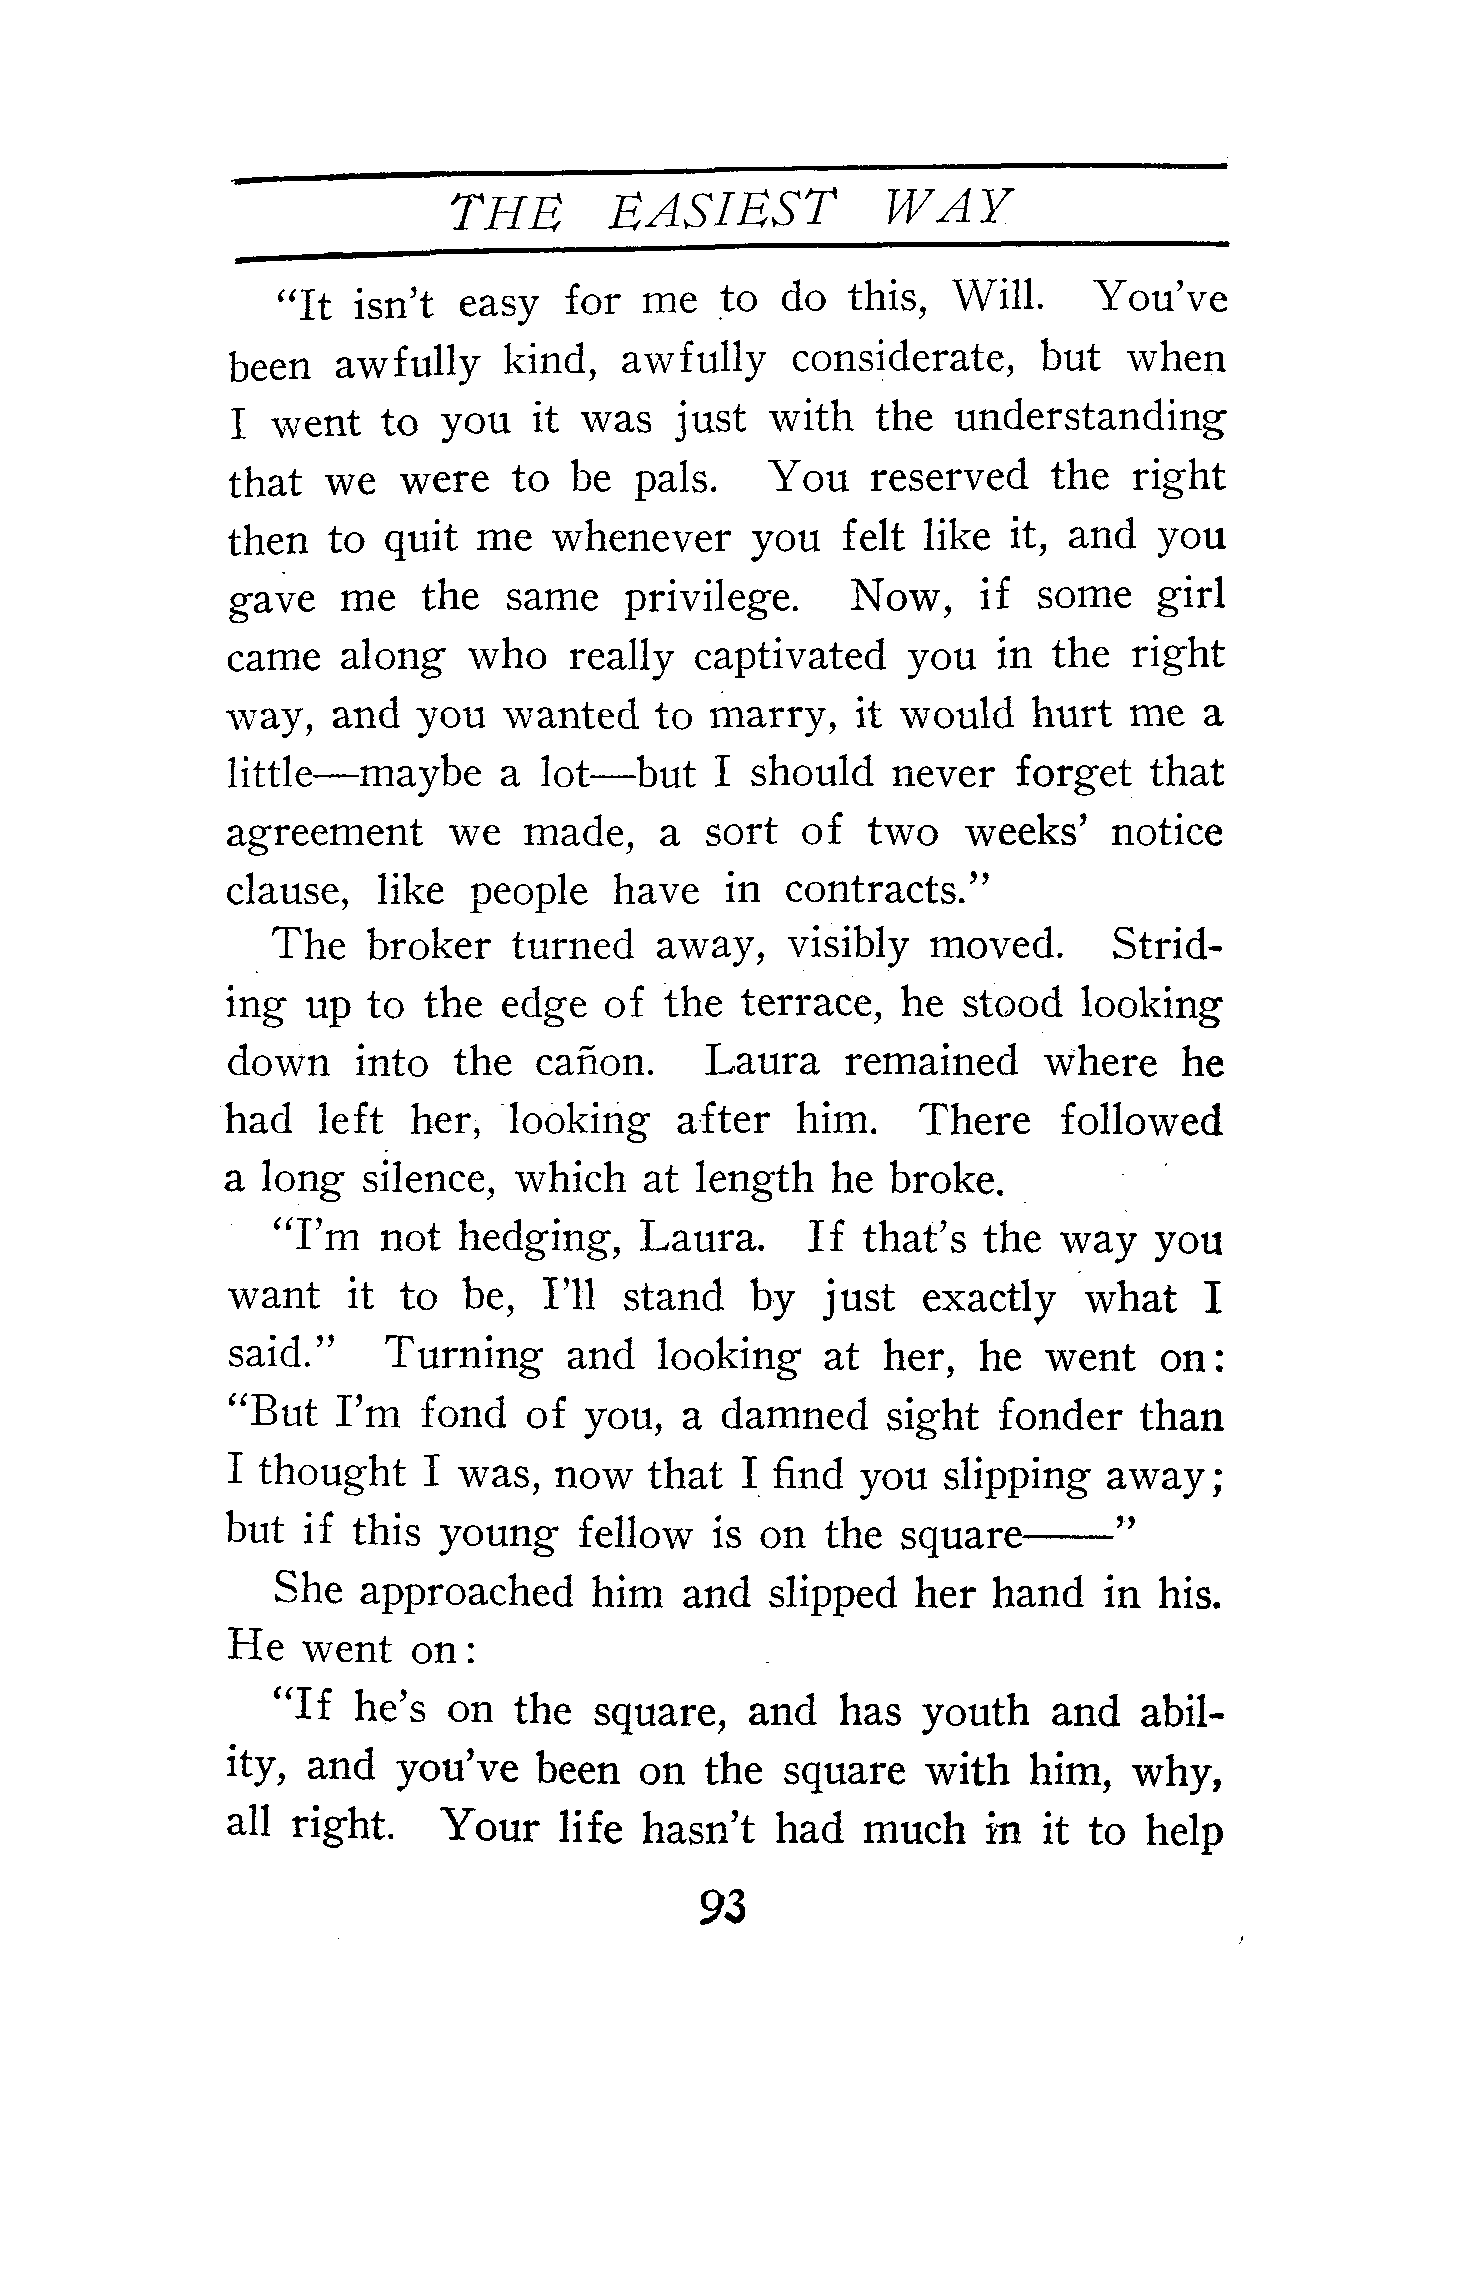 THE EASIEST WAY
“It isn’t easy for me to do this, Will. You’ve
been awfully kind, awfully considerate, but when
I went to you it was just with the understanding
that we were to be pals. You reserved the right
then to quit me whenever you felt like it, and you
gave me the same privilege. Now, if some girl
came along who really captivated you in the right
way, and you wanted to marry, it would hurt me a
little—maybe a lot—but I should never forget that
agreement we made, a sort of two weeks’ notice
clause, like people have in contracts.”
The broker turned away, visibly moved. Strid-
ing up to the edge of the terrace, he stood looking
down into the cañon. Laura remained where he
had left her, looking after him. There followed
a long silence, which at length he broke.
“I’m not hedging, Laura. If that’s the way you
want it to be, I’ll stand by just exactly what I
said.” Turning and looking at her, he went on:
“But I’m fond of you, a damned sight fonder than
I thought I was, now that I find you slipping away;
but if this young fellow is on the square——”
She approached him and slipped her hand in his.
He went on:
“If he’s on the square, and has youth and abil-
ity, and you’ve been on the square with him, why,
all right. Your life hasn’t had much in it to help
93